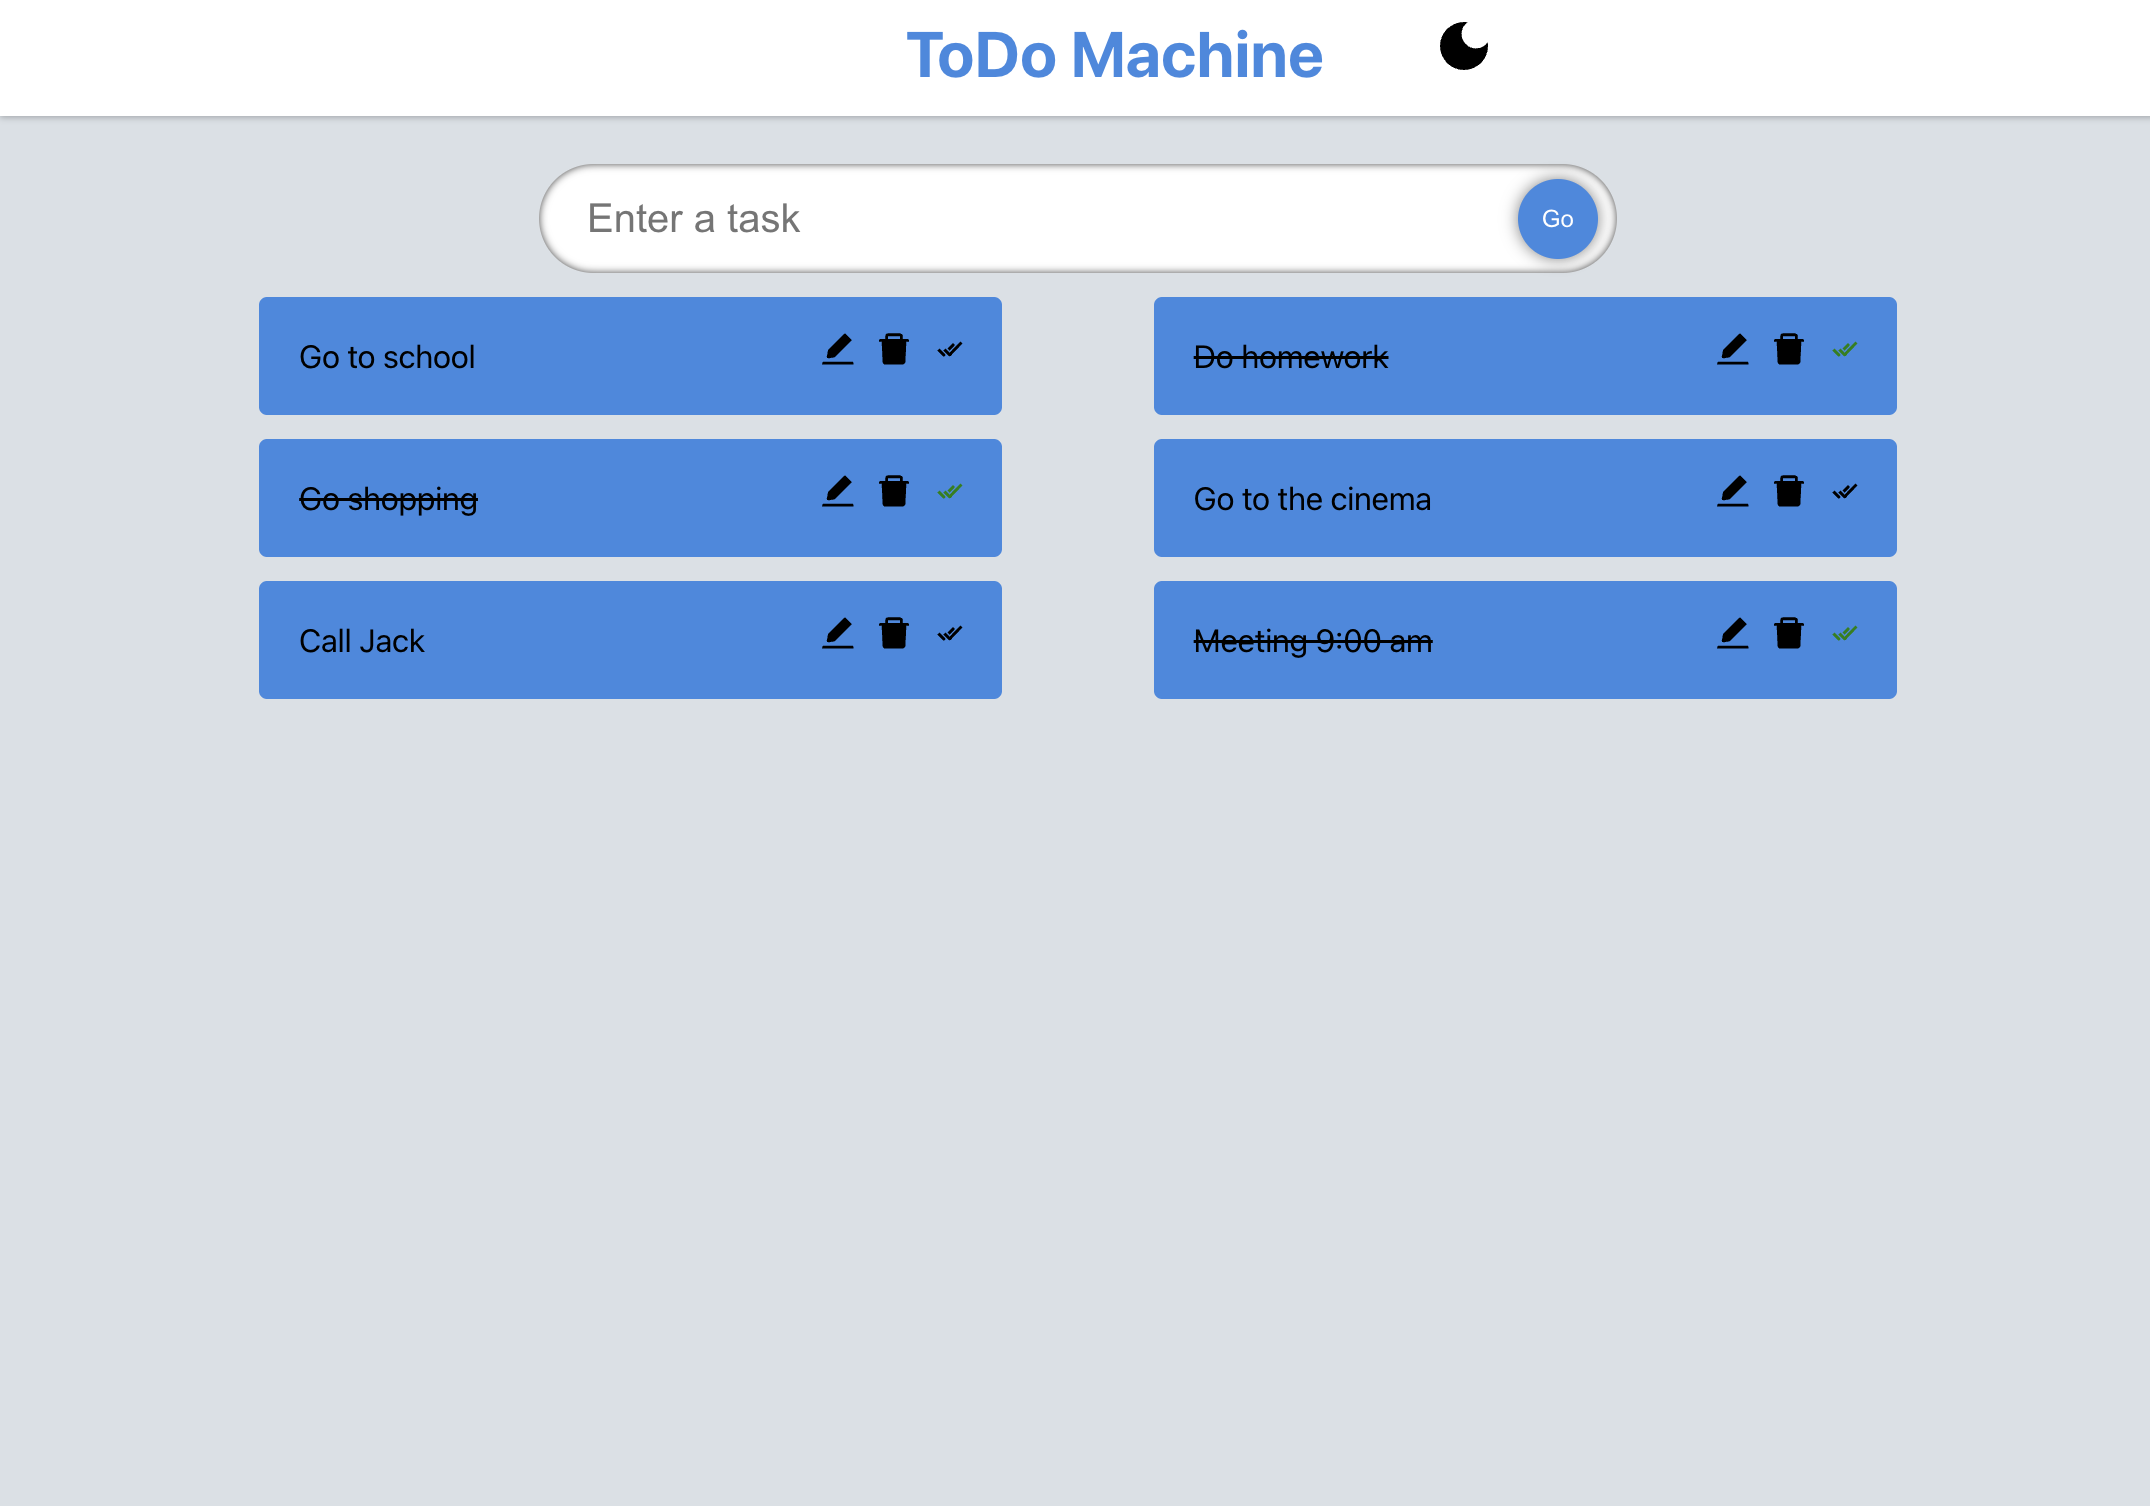 ToDo Machine
Enter a task
Go
Go to school
Do homework
Go shopping
Go to the cinema
Call Jack
Meeting 9:00 am